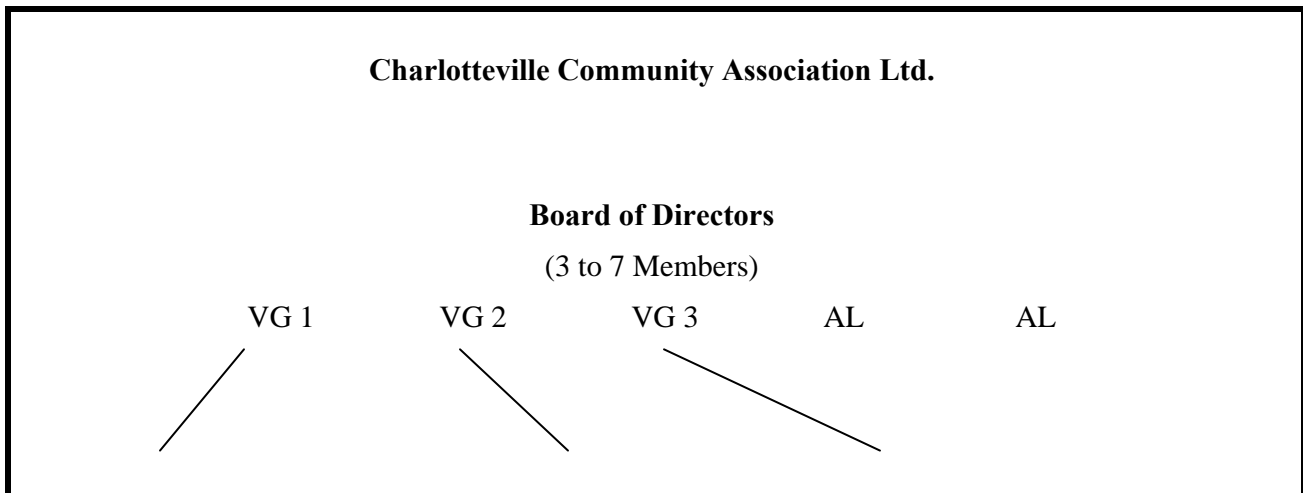 Charlotteville Community Association Ltd.
Board of Directors
(3 to 7 Members)
VG 1 VG 2 VG 3 AL AL